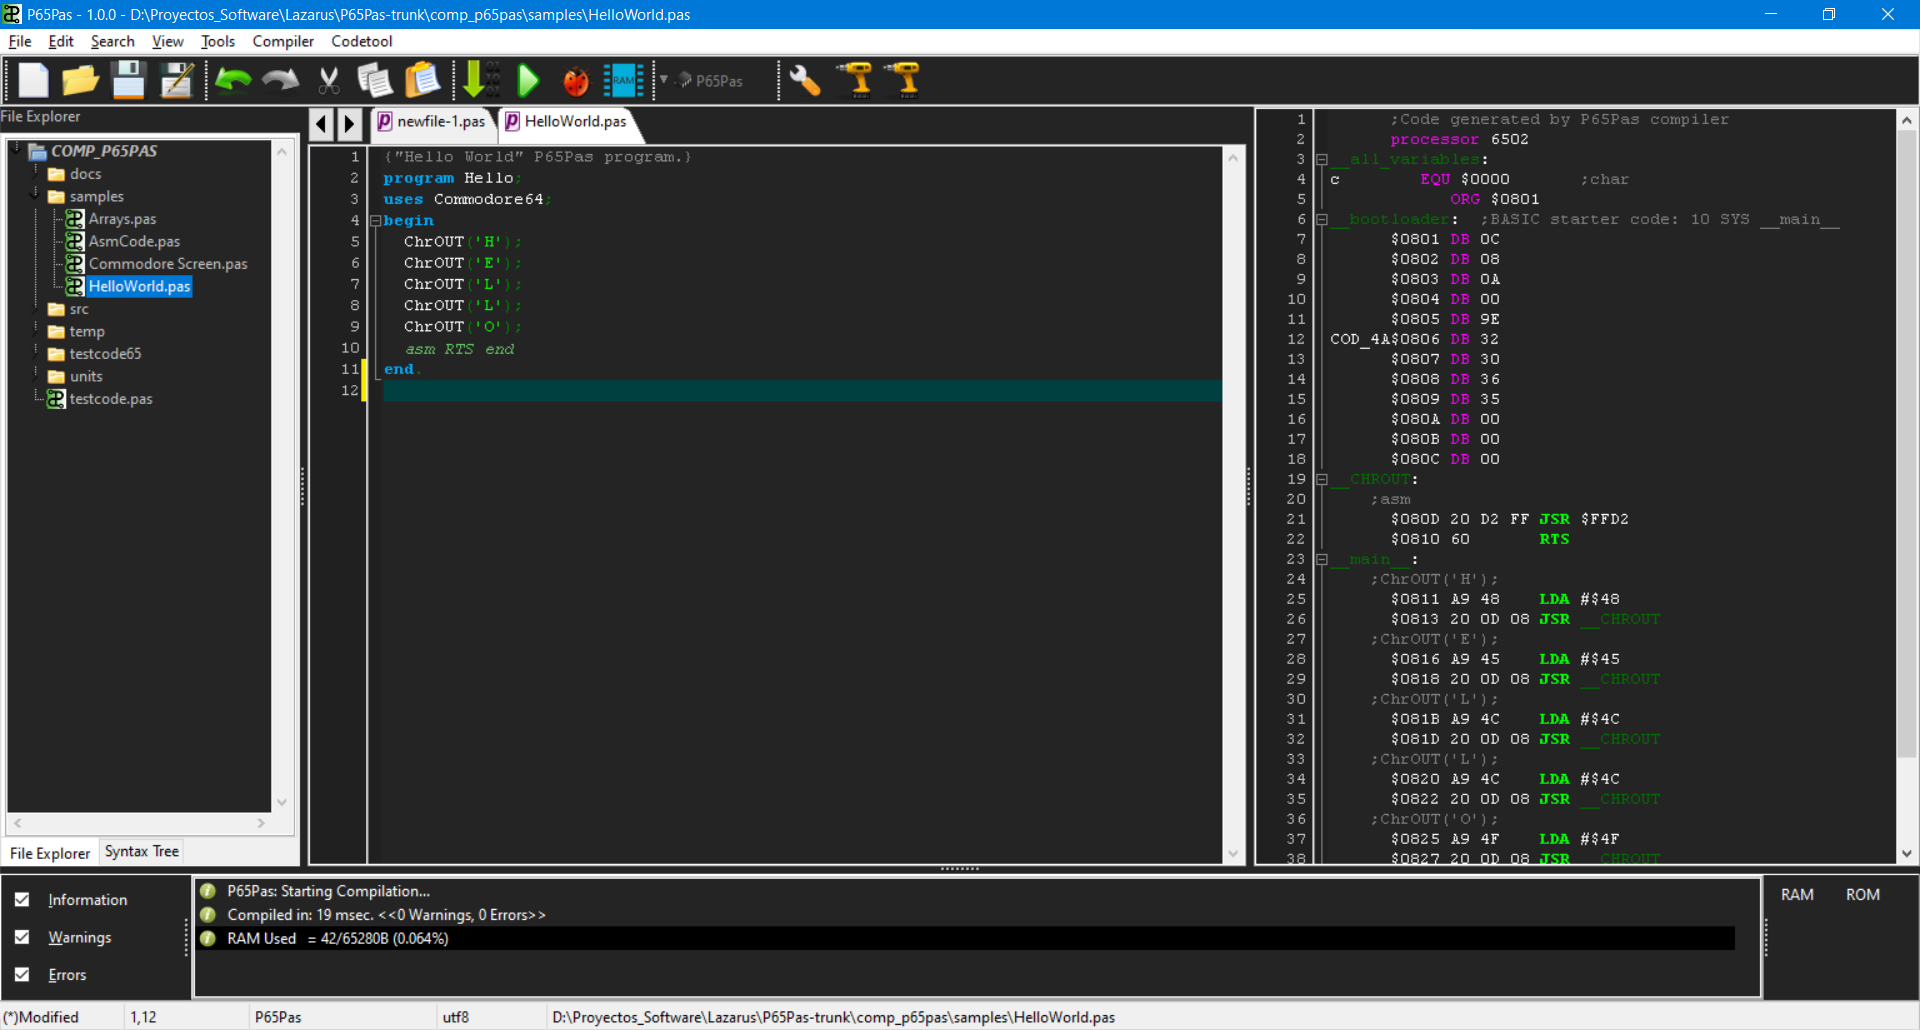 P65Pas - 1.0.0 - D:\Proyectos_Software\Lazarus\P65Pas-trunk\comp_p65pas\samples\HelloWorld.pas
File Edit Search View Tools Compiler Codetool
RAM P65Pas
File Explorer
COMP_P65PAS
docs
samples
Arrays.pas
AsmCode.pas
Commodore Screen.pas
HelloWorld.pas
src
temp
testcode65
units
testcode.pas
File Explorer Syntax Tree
newfile-1.pas HelloWorld.pas
1 {"Hello World" P65Pas program.}
2 program Hello;
3 uses Commodore64;
4 begin
5 ChrOUT('H');
6 ChrOUT('E');
7 ChrOUT('L');
8 ChrOUT('L');
9 ChrOUT('O');
10 asm RTS end
11 end.
12
1 ;Code generated by P65Pas compiler
2 processor 6502
3 __all_variables:
4 c EQU $0000 ;char
5 ORG $0801
6 __bootloader: ;BASIC starter code: 10 SYS __main__
7 $0801 DB 0C
8 $0802 DB 08
9 $0803 DB 0A
10 $0804 DB 00
11 $0805 DB 9E
12 COD_4A$0806 DB 32
13 $0807 DB 30
14 $0808 DB 36
15 $0809 DB 35
16 $080A DB 00
17 $080B DB 00
18 $080C DB 00
19 __CHROUT:
20 ;asm
21 $080D 20 D2 FF JSR $FFD2
22 $0810 60 RTS
23 __main__:
24 ;ChrOUT('H');
25 $0811 A9 48 LDA #$48
26 $0813 20 0D 08 JSR __CHROUT
27 ;ChrOUT('E');
28 $0816 A9 45 LDA #$45
29 $0818 20 0D 08 JSR __CHROUT
30 ;ChrOUT('L');
31 $081B A9 4C LDA #$4C
32 $081D 20 0D 08 JSR __CHROUT
33 ;ChrOUT('L');
34 $0820 A9 4C LDA #$4C
35 $0822 20 0D 08 JSR __CHROUT
36 ;ChrOUT('O');
37 $0825 A9 4F LDA #$4F
38 $0827 20 0D 08 JSR __CHROUT
Information
Warnings
Errors
P65Pas: Starting Compilation...
Compiled in: 19 msec. <<0 Warnings, 0 Errors>>
RAM Used = 42/65280B (0.064%)
RAM ROM
(*)Modified 1,12 P65Pas utf8 D:\Proyectos_Software\Lazarus\P65Pas-trunk\comp_p65pas\samples\HelloWorld.pas